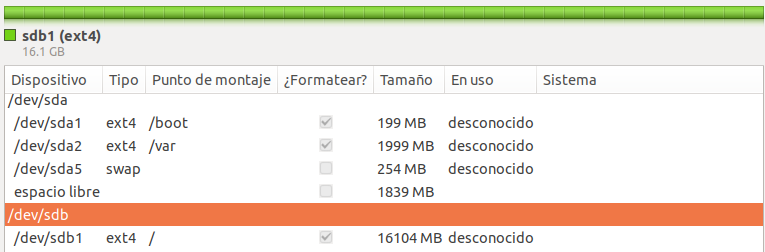 sdb1 (ext4)
16.1 GB
Dispositivo Tipo Punto de montaje ¿Formatear? Tamaño En uso Sistema
/dev/sda
/dev/sda1 ext4 /boot 199 MB desconocido
/dev/sda2 ext4 /var 1999 MB desconocido
/dev/sda5 swap 254 MB desconocido
espacio libre 1839 MB
/dev/sdb
/dev/sdb1 ext4 / 16104 MB desconocido